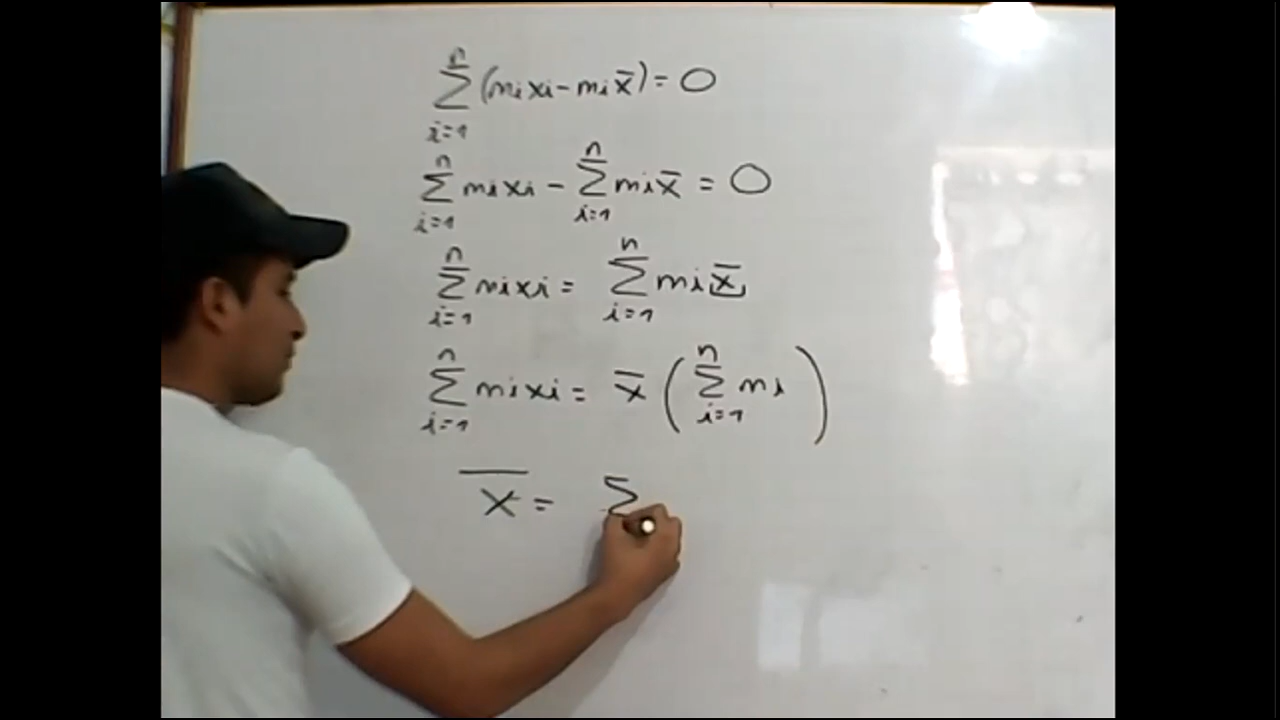 n
∑ (mixi - mix̄) = 0
i=1
n n
∑ mixi - ∑ mix̄ = 0
i=1 i=1
n n
∑ mixi = ∑ mix̄
i=1 i=1
n n
∑ mixi = x̄ ( ∑ mi )
i=1 i=1
x̄ = ∑